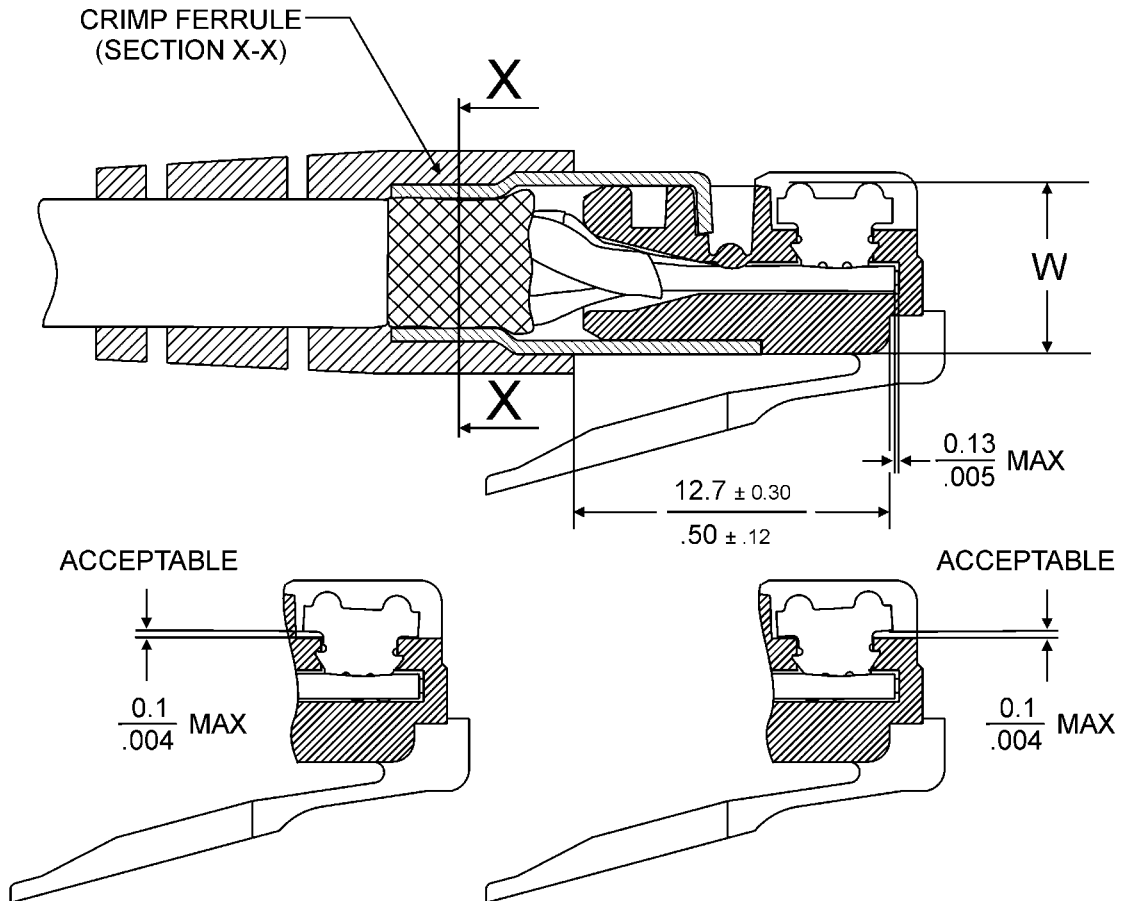 CRIMP FERRULE
(SECTION X-X)
X
W
X
0.13
.005
MAX
12.7 ± 0.30
.50 ± .12
ACCEPTABLE
0.1
.004
MAX
ACCEPTABLE
0.1
.004
MAX